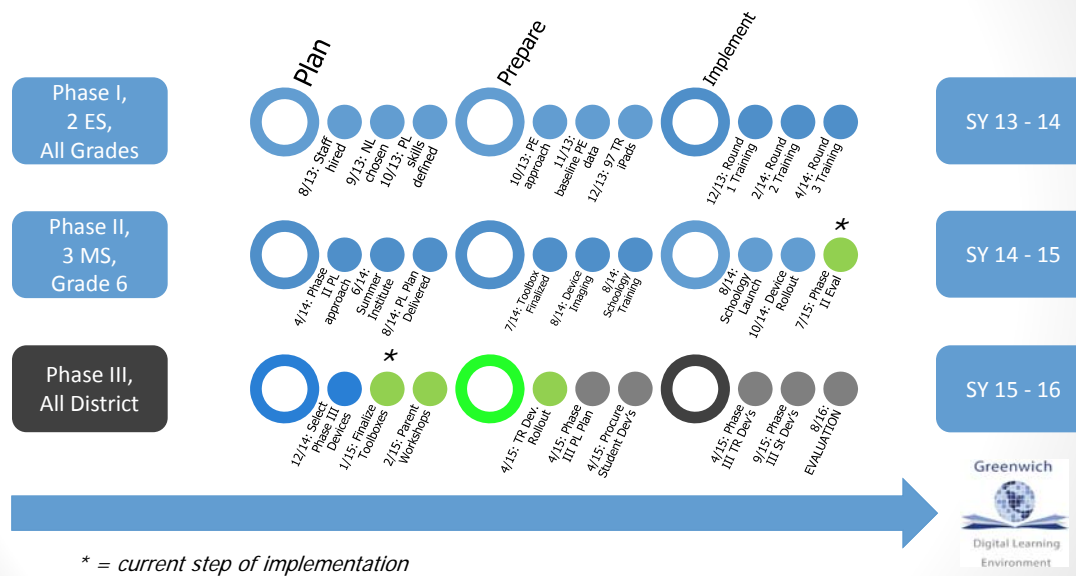 Plan
Prepare
Implement
Phase I,
2 ES,
All Grades
8/13: Staff
hired
9/13: NL
chosen
10/13: PL
skills
defined
10/13: PE
approach
11/13:
baseline PE
data
12/13: 97 TR
iPads
12/13: Round
1 Training
2/14: Round
2 Training
4/14: Round
3 Training
SY 13 - 14
Phase II,
3 MS,
Grade 6
4/14: Phase
II PL
approach
6/14:
Summer
Institute
8/14: PL Plan
Delivered
7/14: Toolbox
Finalized
8/14: Device
Imaging
8/14:
Schoology
Training
8/14:
Schoology
Launch
10/14: Device
Rollout
*
7/15: Phase
II Eval
SY 14 - 15
Phase III,
All District
12/14: Select
Phase III
Devices
*
1/15: Finalize
Toolboxes
2/15: Parent
Workshops
4/15: TR Dev.
Rollout
4/15: Phase
III PL Plan
4/15: Procure
Student Dev's
4/15: Phase
III TR Dev's
9/15: Phase
III St Dev's
8/16:
EVALUATION
SY 15 - 16
Greenwich
Digital Learning
Environment
* = current step of implementation